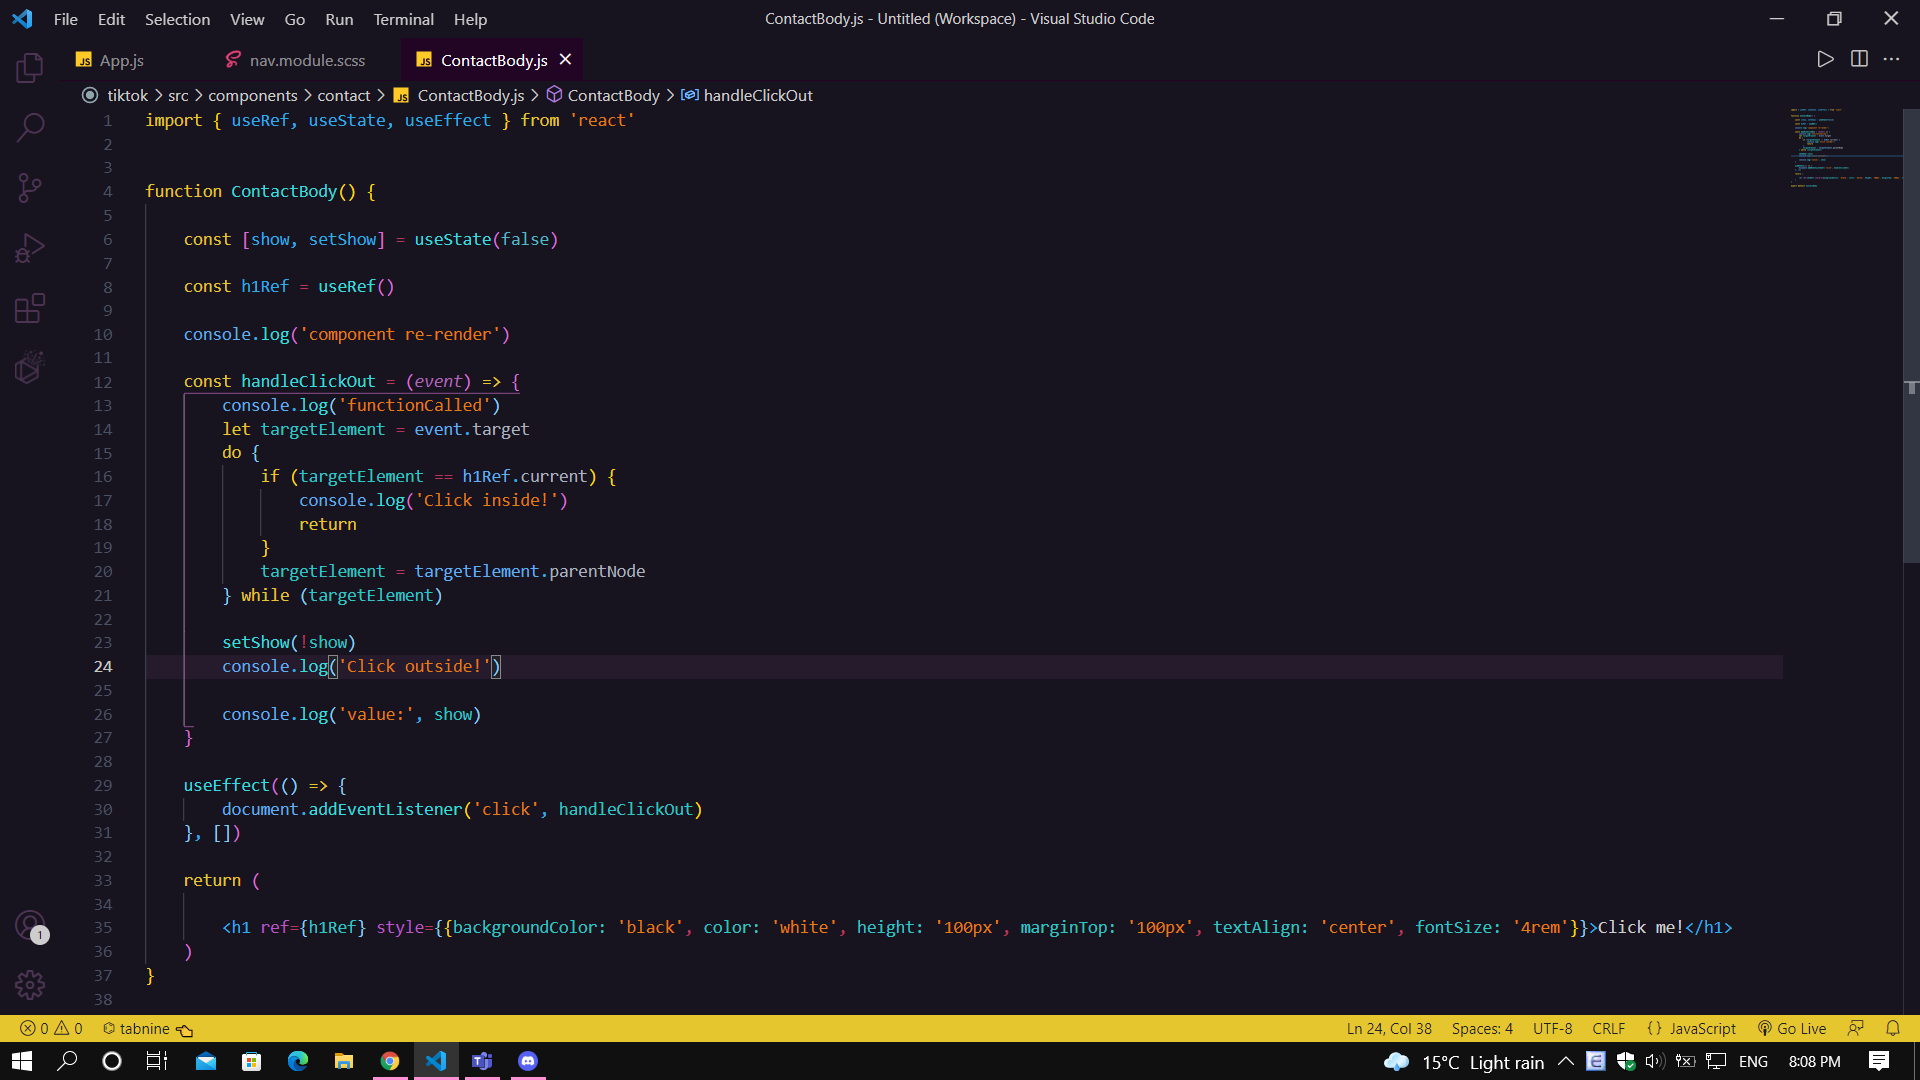 File Edit Selection View Go Run Terminal Help
ContactBody.js - Untitled (Workspace) - Visual Studio Code
JS App.js
nav.module.scss
JS ContactBody.js
tiktok > src > components > contact > JS ContactBody.js > ContactBody > handleClickOut
1 import { useRef, useState, useEffect } from 'react'
2
3
4 function ContactBody() {
5
6 const [show, setShow] = useState(false)
7
8 const h1Ref = useRef()
9
10 console.log('component re-render')
11
12 const handleClickOut = (event) => {
13 console.log('functionCalled')
14 let targetElement = event.target
15 do {
16 if (targetElement == h1Ref.current) {
17 console.log('Click inside!')
18 return
19 }
20 targetElement = targetElement.parentNode
21 } while (targetElement)
22
23 setShow(!show)
24 console.log('Click outside!')
25
26 console.log('value:', show)
27 }
28
29 useEffect(() => {
30 document.addEventListener('click', handleClickOut)
31 }, [])
32
33 return (
34
35 <h1 ref={h1Ref} style={{backgroundColor: 'black', color: 'white', height: '100px', marginTop: '100px', textAlign: 'center', fontSize: '4rem'}}>Click me!</h1>
36 )
37 }
38
1
0 0 tabnine
Ln 24, Col 38 Spaces: 4 UTF-8 CRLF {} JavaScript Go Live
15°C Light rain ENG 8:08 PM